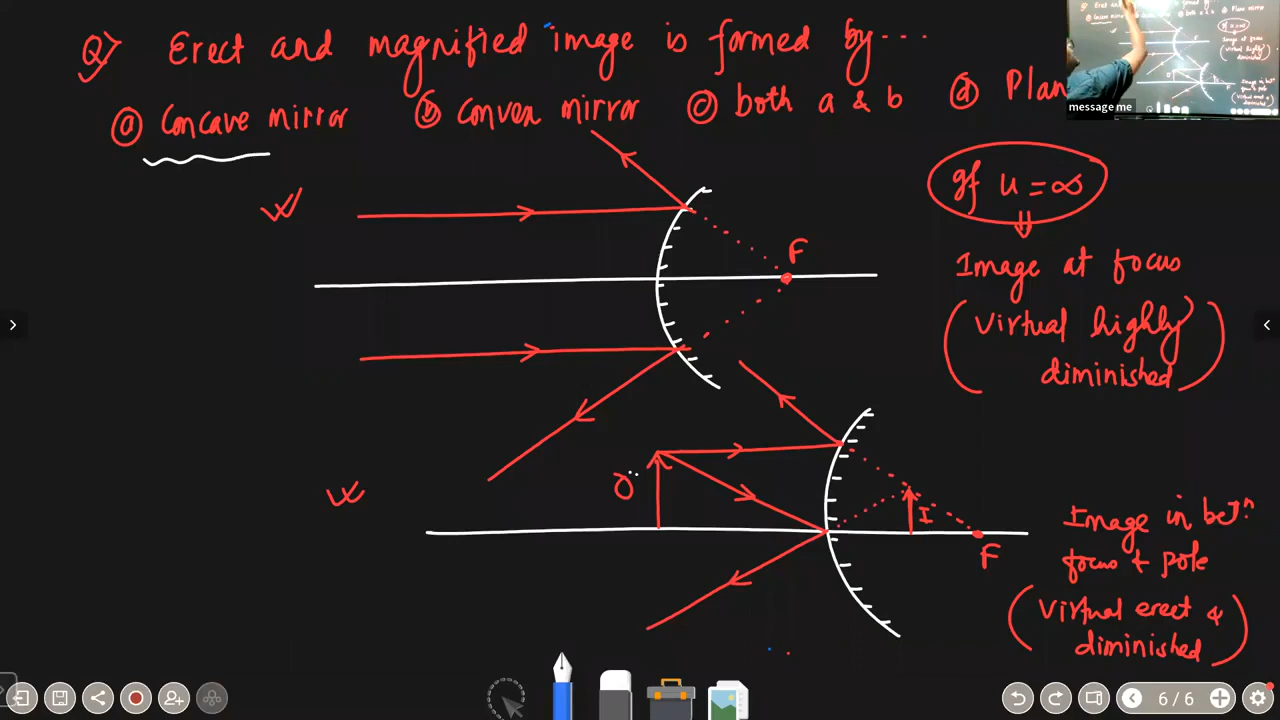 Q> Erect and magnified image is formed by ---
ⓐ Concave mirror ⓑ Convex mirror ⓒ both a & b ⓓ Plan
message me
If u = ∞
Image at focus
(Virtual highly
diminished)
F
O
I
F
Image in betn
focus & pole
(Virtual erect &
diminished)
6/6